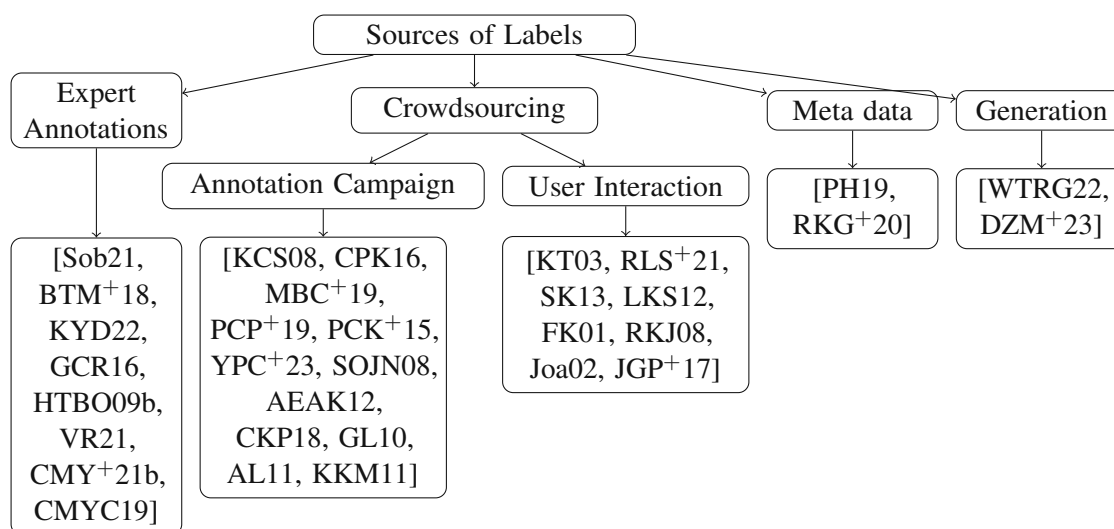 Sources of Labels
Expert
Annotations
Crowdsourcing
Meta data
Generation
Annotation Campaign
User Interaction
[PH19,
RKG+20]
[WTRG22,
DZM+23]
[Sob21,
BTM+18,
KYD22,
GCR16,
HTBO09b,
VR21,
CMY+21b,
CMYC19]
[KCS08, CPK16,
MBC+19,
PCP+19, PCK+15,
YPC+23, SOJN08,
AEAK12,
CKP18, GL10,
AL11, KKM11]
[KT03, RLS+21,
SK13, LKS12,
FK01, RKJ08,
Joa02, JGP+17]